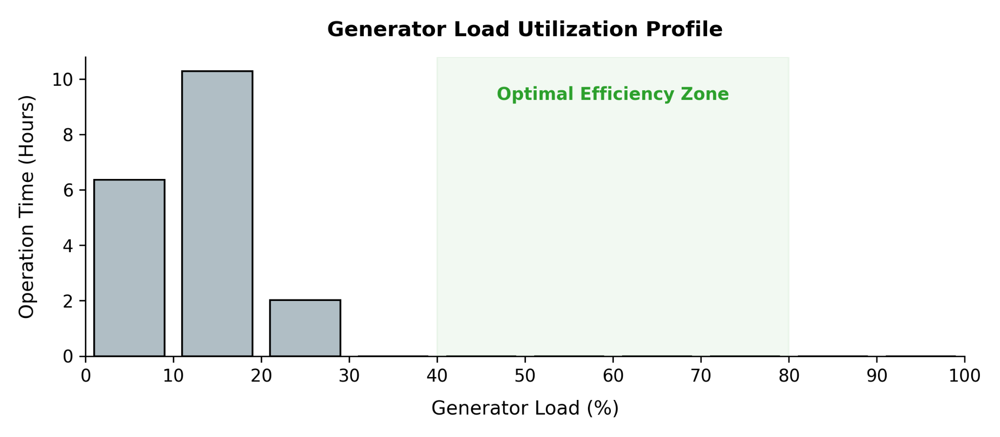 Generator Load Utilization Profile
Optimal Efficiency Zone
Operation Time (Hours)
10
8
6
4
2
0
0 10 20 30 40 50 60 70 80 90 100
Generator Load (%)